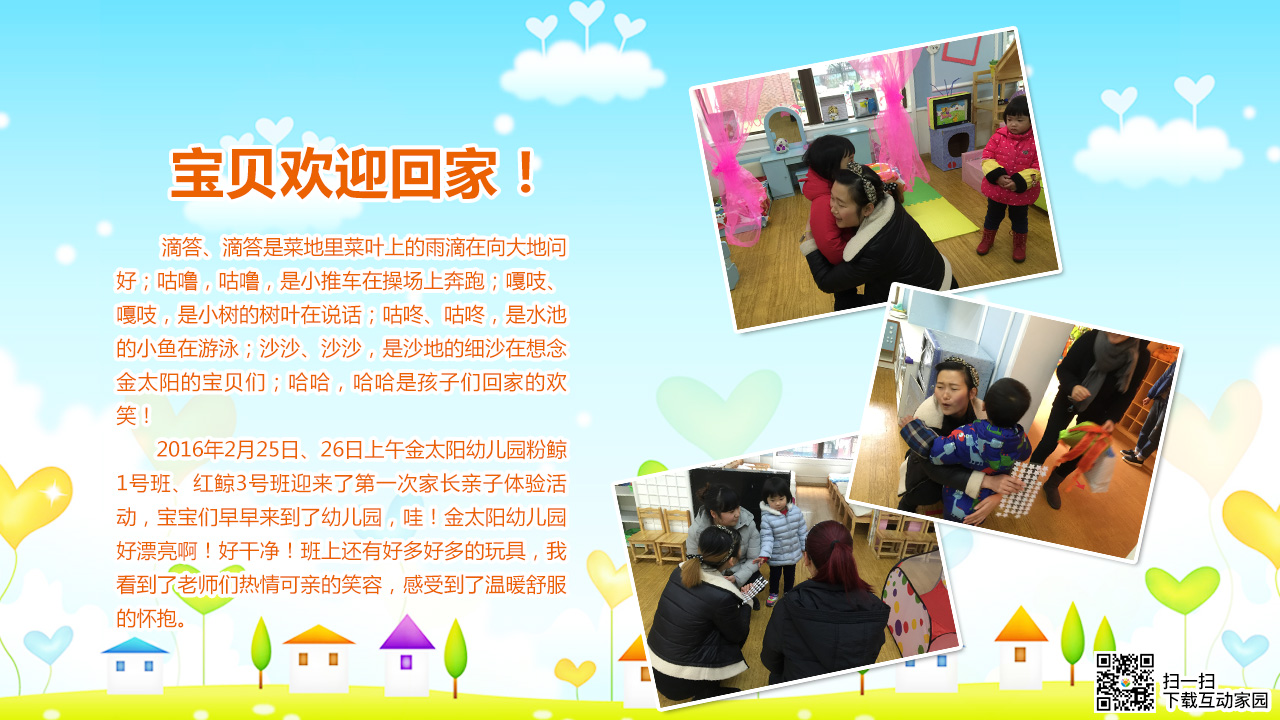 宝贝欢迎回家！
滴答、滴答是菜地里菜叶上的雨滴在向大地问
好；咕噜，咕噜，是小推车在操场上奔跑；嘎吱、
嘎吱，是小树的树叶在说话；咕咚、咕咚，是水池
的小鱼在游泳；沙沙、沙沙，是沙地的细沙在想念
金太阳的宝贝们；哈哈，哈哈是孩子们回家的欢
笑！
2016年2月25日、26日上午金太阳幼儿园粉鲸
1号班、红鲸3号班迎来了第一次家长亲子体验活
动，宝宝们早早来到了幼儿园，哇！金太阳幼儿园
好漂亮啊！好干净！班上还有好多好多的玩具，我
看到了老师们热情可亲的笑容，感受到了温暖舒服
的怀抱。
扫一扫
下载互动家园